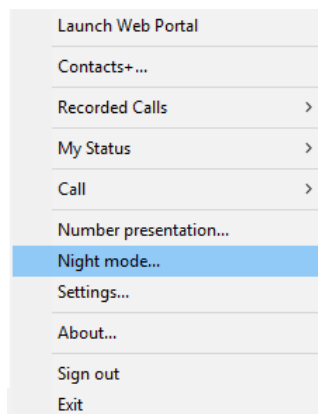 Launch Web Portal
Contacts+...
Recorded Calls
My Status
Call
Number presentation...
Night mode...
Settings...
About...
Sign out
Exit